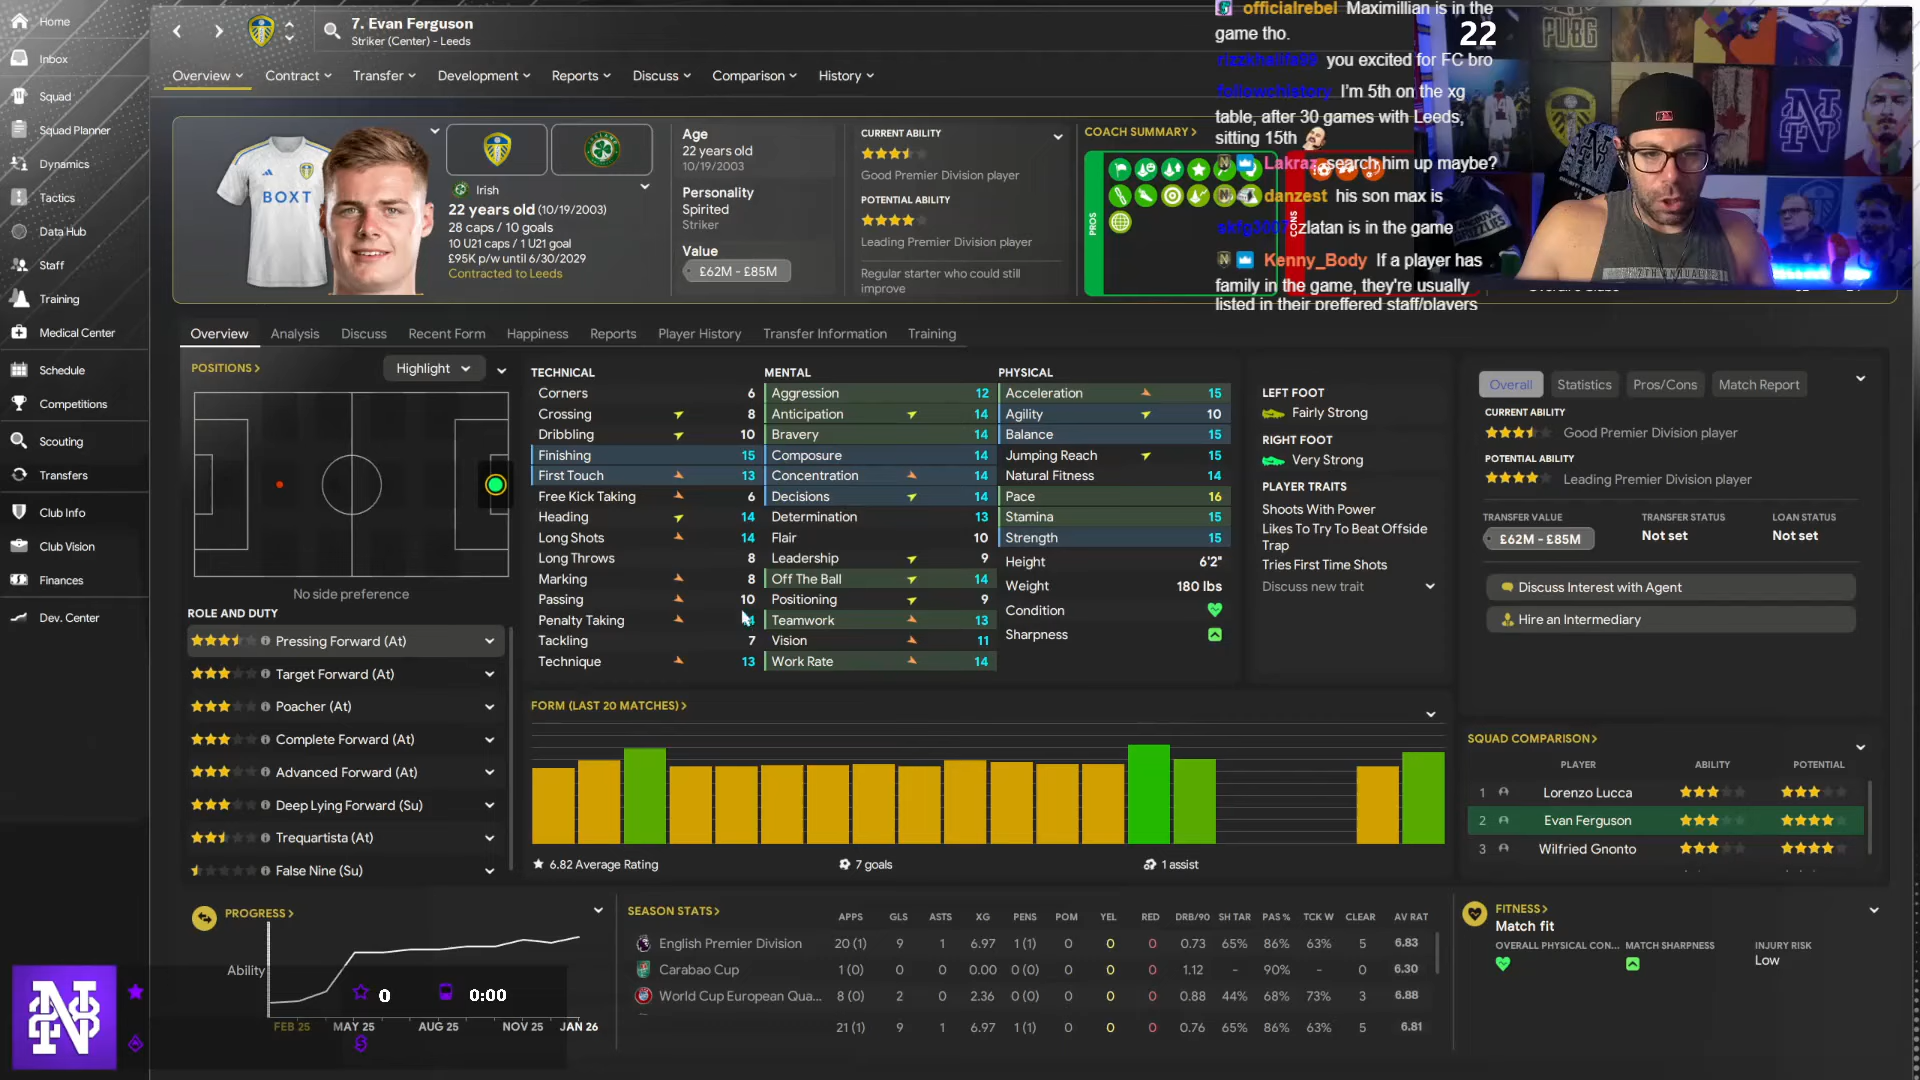 Home
Inbox
Squad
Squad Planner
Dynamics
Tactics
Data Hub
Staff
Training
Medical Center
Schedule
Competitions
Scouting
Transfers
Club Info
Club Vision
Finances
Dev. Center
7. Evan Ferguson
Striker (Center) - Leeds
Overview Contract Transfer Development Reports Discuss Comparison History
officialrebel Maximillian is in the
game tho.
22
rizzkhalifa99 you excited for FC bro
followchistory I'm 5th on the xg
table, after 30 games with Leeds,
sitting 15th
Lakraz search him up maybe?
danzest his son max is
zlatan is in the game
Kenny_Body If a player has
family in the game, they're usually
listed in their preffered staff/players
BOXT
Irish
22 years old (10/19/2003)
28 caps / 10 goals
10 U21 caps / 1 U21 goal
£95K p/w until 6/30/2029
Contracted to Leeds
Age
22 years old
10/19/2003
Personality
Spirited
Striker
Value
£62M - £85M
CURRENT ABILITY
Good Premier Division player
POTENTIAL ABILITY
Leading Premier Division player
Regular starter who could still
improve
COACH SUMMARY >
PROS
CONS
Overview Analysis Discuss Recent Form Happiness Reports Player History Transfer Information Training
POSITIONS >
Highlight
No side preference
ROLE AND DUTY
Pressing Forward (At)
Target Forward (At)
Poacher (At)
Complete Forward (At)
Advanced Forward (At)
Deep Lying Forward (Su)
Trequartista (At)
False Nine (Su)
TECHNICAL
Corners 6
Crossing 8
Dribbling 10
Finishing 15
First Touch 13
Free Kick Taking 6
Heading 14
Long Shots 14
Long Throws 8
Marking 8
Passing 10
Penalty Taking
Tackling 7
Technique 13
MENTAL
Aggression 12
Anticipation 14
Bravery 14
Composure 14
Concentration 14
Decisions 14
Determination 13
Flair 10
Leadership 9
Off The Ball 14
Positioning 9
Teamwork 13
Vision 11
Work Rate 14
PHYSICAL
Acceleration 15
Agility 10
Balance 15
Jumping Reach 15
Natural Fitness 14
Pace 16
Stamina 15
Strength 15
Height 6'2"
Weight 180 lbs
Condition
Sharpness
LEFT FOOT
Fairly Strong
RIGHT FOOT
Very Strong
PLAYER TRAITS
Shoots With Power
Likes To Try To Beat Offside
Trap
Tries First Time Shots
Discuss new trait
Overall Statistics Pros/Cons Match Report
CURRENT ABILITY
Good Premier Division player
POTENTIAL ABILITY
Leading Premier Division player
TRANSFER VALUE TRANSFER STATUS LOAN STATUS
£62M - £85M Not set Not set
Discuss Interest with Agent
Hire an Intermediary
FORM (LAST 20 MATCHES) >
6.82 Average Rating 7 goals 1 assist
SQUAD COMPARISON >
PLAYER ABILITY POTENTIAL
1 Lorenzo Lucca
2 Evan Ferguson
3 Wilfried Gnonto
PROGRESS >
Ability
FEB 25 MAY 25 AUG 25 NOV 25 JAN 26
0 0:00
SEASON STATS > APPS GLS ASTS XG PENS POM YEL RED DRB/90 SH TAR PAS % TCK W CLEAR AV RAT
English Premier Division 20 (1) 9 1 6.97 1 (1) 0 0 0 0.73 65% 86% 63% 5 6.83
Carabao Cup 1 (0) 0 0 0.00 0 (0) 0 0 0 1.12 - 90% - 0 6.30
World Cup European Qua... 8 (0) 2 0 2.36 0 (0) 0 0 0 0.88 44% 68% 73% 3 6.88
21 (1) 9 1 6.97 1 (1) 0 0 0 0.76 65% 86% 63% 5 6.81
FITNESS >
Match fit
OVERALL PHYSICAL CON... MATCH SHARPNESS INJURY RISK
Low